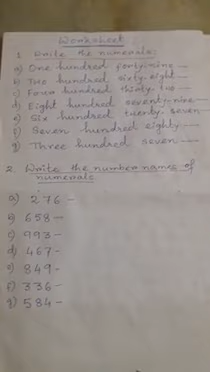 Worksheet
1. Write the numerals:
a) One hundred forty-nine —
b) Two hundred sixty-eight —
c) Four hundred thirty-two —
d) Eight hundred seventy-nine —
e) Six hundred twenty-seven
f) Seven hundred eighty —
g) Three hundred seven —
2. Write the number names of
numerals
a) 276 -
b) 658 -
c) 993 -
d) 467 -
e) 849 -
f) 336 -
g) 584 -